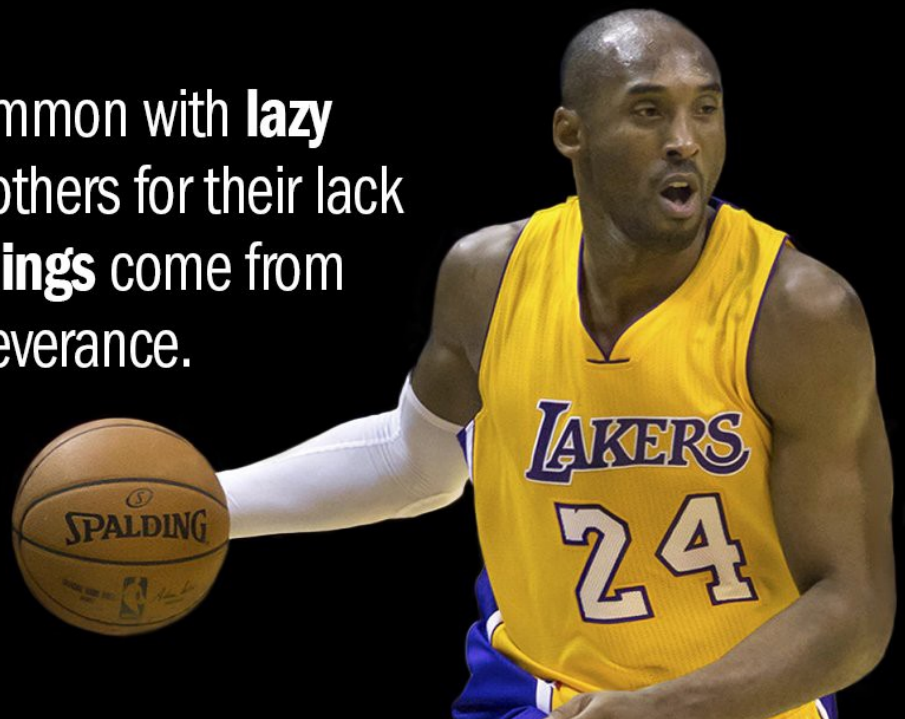 mmon with lazy
others for their lack
ings come from
everance.
SPALDING
LAKERS
24